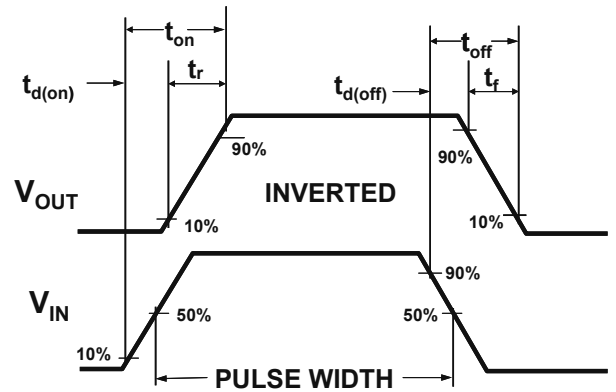 t_on
t_off
t_d(on)
t_r
t_d(off)
t_f
90%
90%
V_OUT
INVERTED
10%
10%
90%
V_IN
50%
50%
10%
PULSE WIDTH